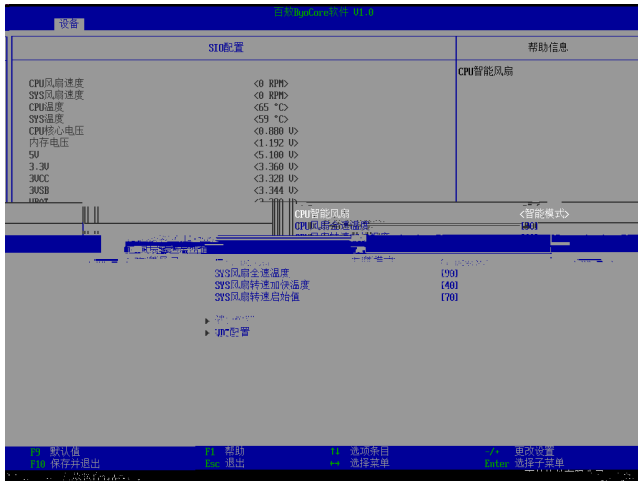 百敖ByoCore软件 V1.0
设备
SIO配置
帮助信息
CPU智能风扇
CPU风扇速度 <0 RPM>
SYS风扇速度 <0 RPM>
CPU温度 <65 °C>
SYS温度 <59 °C>
CPU核心电压 <0.880 V>
内存电压 <1.192 V>
5V <5.100 V>
3.3V <3.360 V>
3VCC <3.328 V>
3VSB <3.344 V>
CPU智能风扇 <智能模式>
CPU风扇全速温度 [90]
SYS风扇全速温度 [90]
SYS风扇转速加快温度 [40]
SYS风扇转速启始值 [70]
配置
F9 默认值 F1 帮助 ↑↓ 选项条目 -/+ 更改设置
F10 保存并退出 Esc 退出 ↔ 选择菜单 Enter 选择子菜单